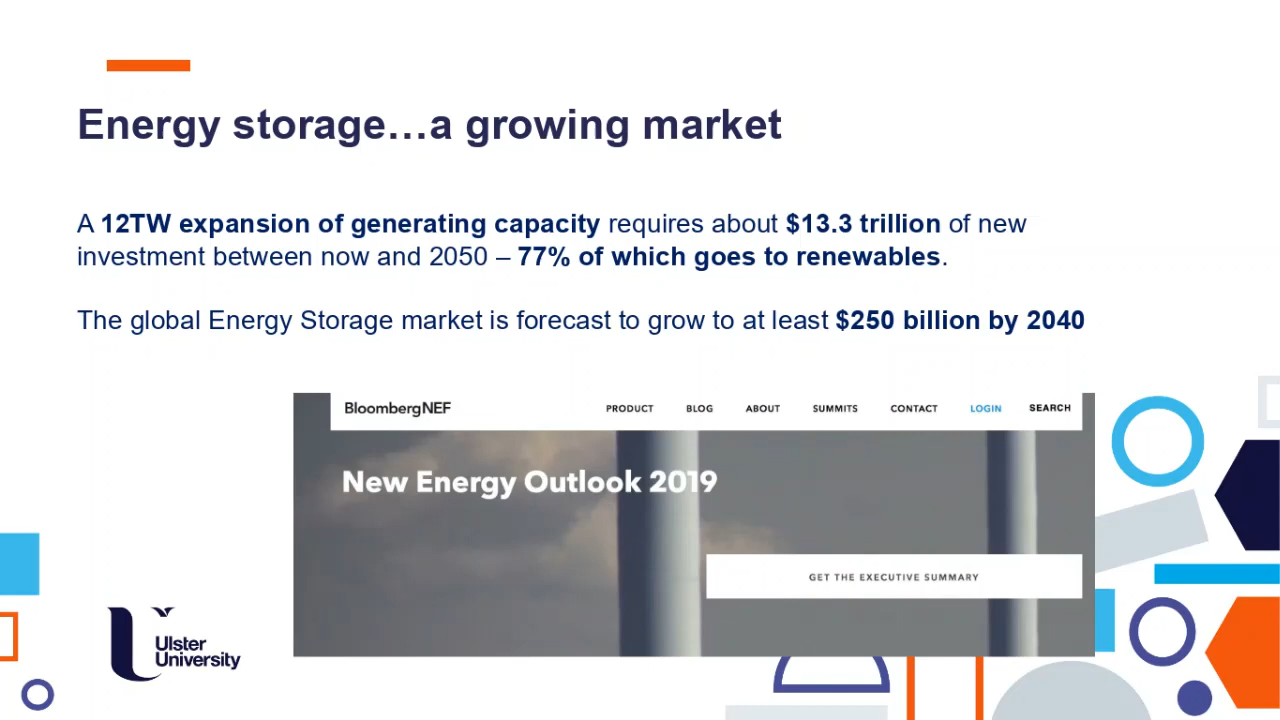 Energy storage…a growing market
A 12TW expansion of generating capacity requires about $13.3 trillion of new
investment between now and 2050 – 77% of which goes to renewables.
The global Energy Storage market is forecast to grow to at least $250 billion by 2040
BloombergNEF PRODUCT BLOG ABOUT SUMMITS CONTACT LOGIN SEARCH
New Energy Outlook 2019
GET THE EXECUTIVE SUMMARY
Ulster
University